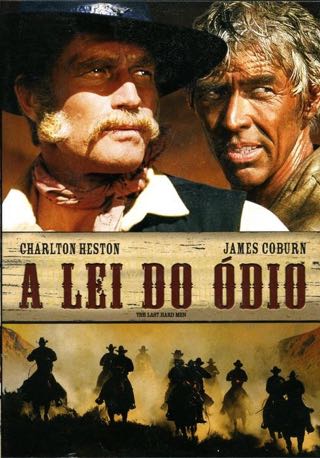 CHARLTON HESTON JAMES COBURN
A LEI DO ÓDIO
THE LAST HARD MEN